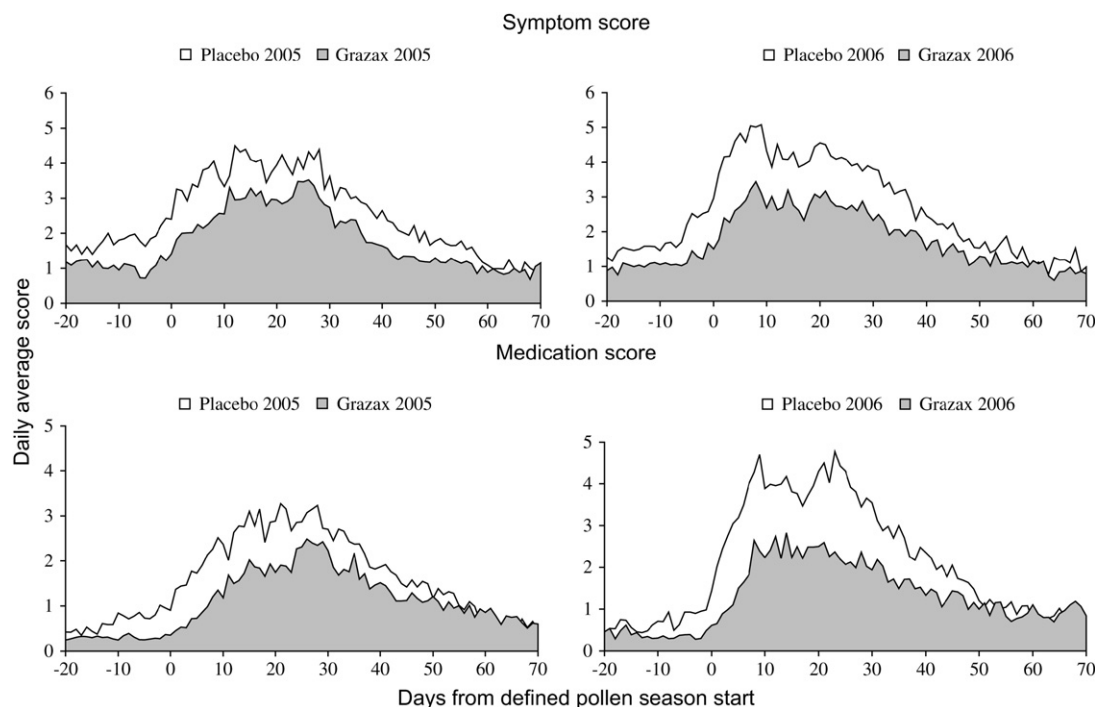 Symptom score
Placebo 2005 Grazax 2005
6
5
4
3
2
1
0
-20 -10 0 10 20 30 40 50 60 70
Placebo 2006 Grazax 2006
6
5
4
3
2
1
0
-20 -10 0 10 20 30 40 50 60 70
Daily average score
Medication score
Placebo 2005 Grazax 2005
5
4
3
2
1
0
-20 -10 0 10 20 30 40 50 60 70
Placebo 2006 Grazax 2006
5
4
3
2
1
0
-20 -10 0 10 20 30 40 50 60 70
Days from defined pollen season start